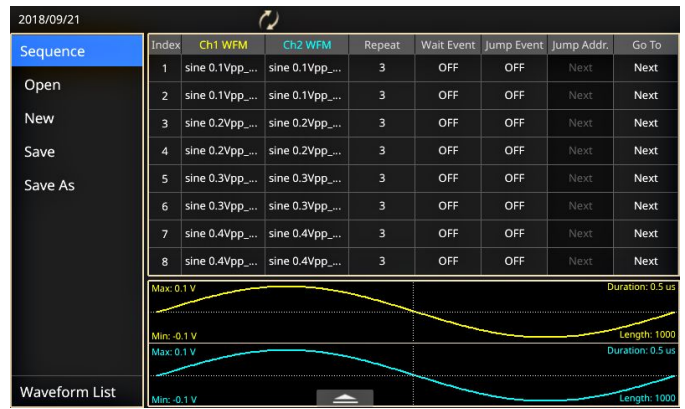 2018/09/21
Sequence
Open
New
Save
Save As
Waveform List
Index Ch1 WFM Ch2 WFM Repeat Wait Event Jump Event Jump Addr. Go To
1 sine 0.1Vpp_... sine 0.1Vpp_... 3 OFF OFF Next Next
2 sine 0.1Vpp_... sine 0.1Vpp_... 3 OFF OFF Next Next
3 sine 0.2Vpp_... sine 0.2Vpp_... 3 OFF OFF Next Next
4 sine 0.2Vpp_... sine 0.2Vpp_... 3 OFF OFF Next Next
5 sine 0.3Vpp_... sine 0.3Vpp_... 3 OFF OFF Next Next
6 sine 0.3Vpp_... sine 0.3Vpp_... 3 OFF OFF Next Next
7 sine 0.4Vpp_... sine 0.4Vpp_... 3 OFF OFF Next Next
8 sine 0.4Vpp_... sine 0.4Vpp_... 3 OFF OFF Next Next
Max: 0.1 V Duration: 0.5 us
Min: -0.1 V Length: 1000
Max: 0.1 V Duration: 0.5 us
Min: -0.1 V Length: 1000